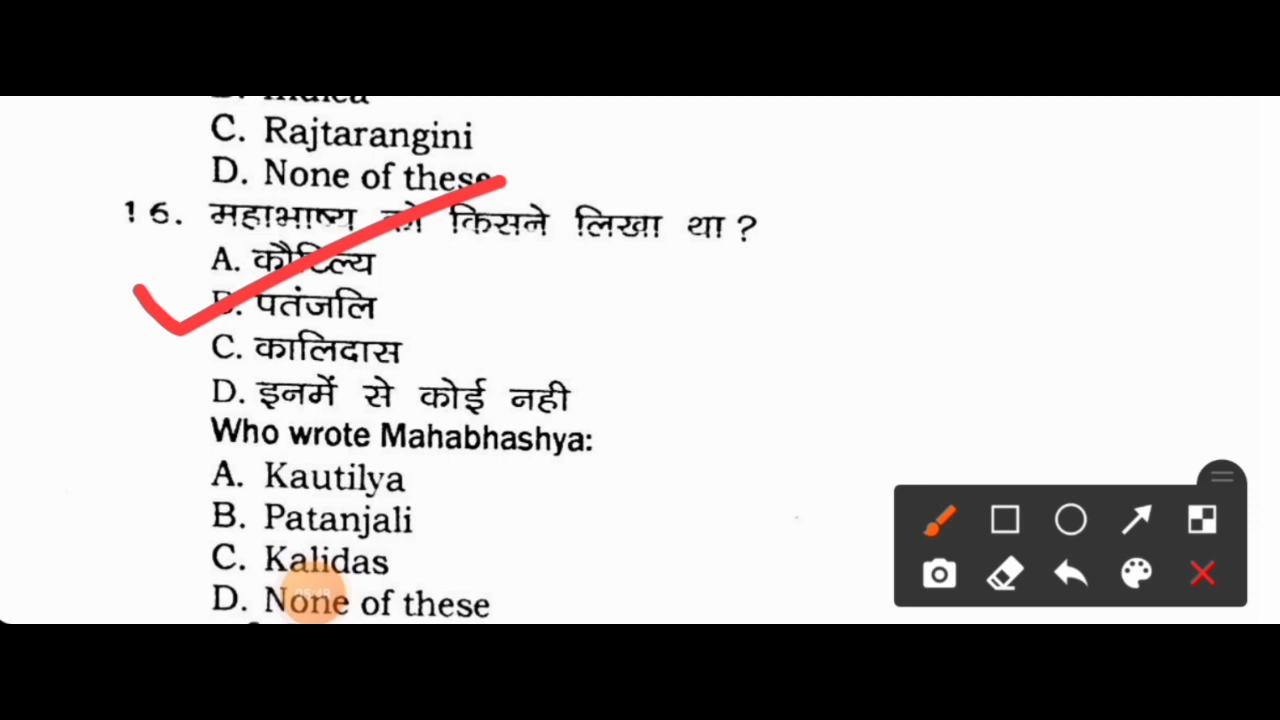 C. Rajtarangini
D. None of these
16. महाभाष्य को किसने लिखा था ?
A. कौटिल्य
B. पतंजलि
C. कालिदास
D. इनमें से कोई नही
Who wrote Mahabhashya:
A. Kautilya
B. Patanjali
C. Kalidas
D. None of these